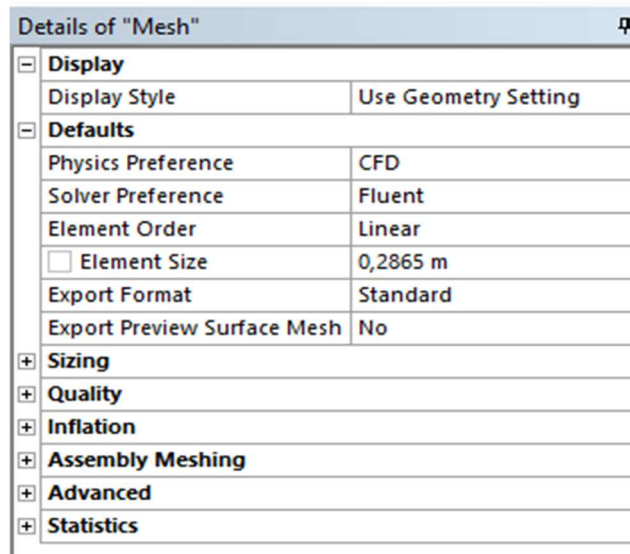 Details of "Mesh"
Display
Display Style Use Geometry Setting
Defaults
Physics Preference CFD
Solver Preference Fluent
Element Order Linear
Element Size 0,2865 m
Export Format Standard
Export Preview Surface Mesh No
Sizing
Quality
Inflation
Assembly Meshing
Advanced
Statistics